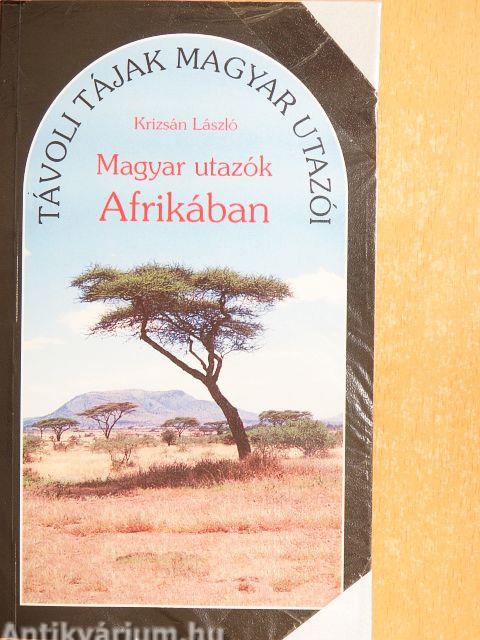 TÁVOLI TÁJAK MAGYAR UTAZÓI
Krizsán László
Magyar utazók
Afrikában
Antikvárium.hu